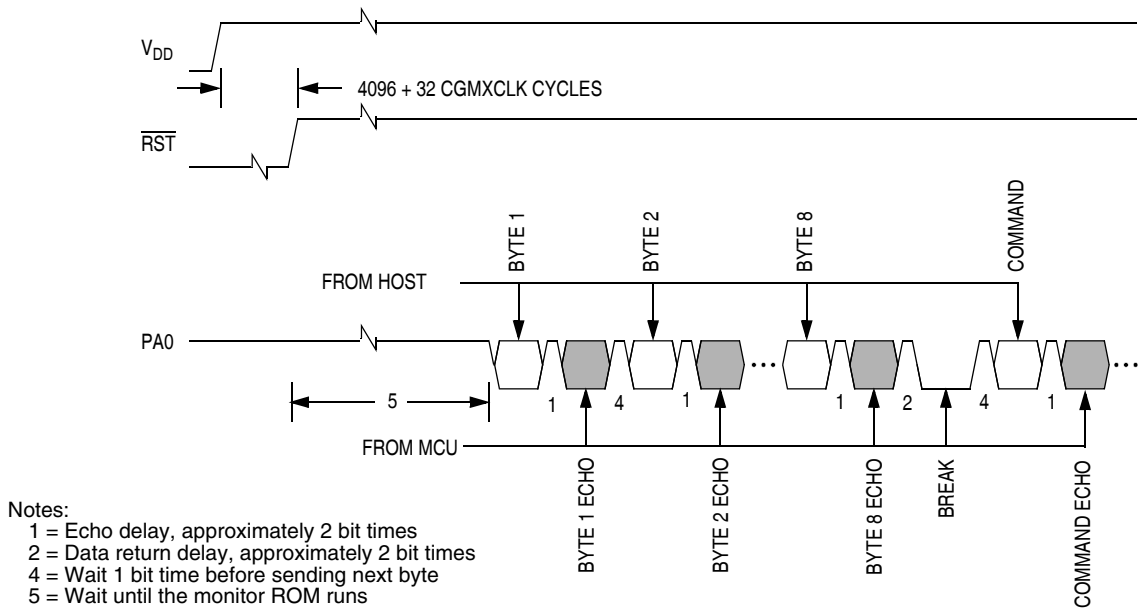 VDD
4096 + 32 CGMXCLK CYCLES
RST
BYTE 1
BYTE 2
BYTE 8
COMMAND
FROM HOST
PA0
5
1
4
1
1
2
4
1
FROM MCU
BYTE 1 ECHO
BYTE 2 ECHO
BYTE 8 ECHO
BREAK
COMMAND ECHO
Notes:
1 = Echo delay, approximately 2 bit times
2 = Data return delay, approximately 2 bit times
4 = Wait 1 bit time before sending next byte
5 = Wait until the monitor ROM runs